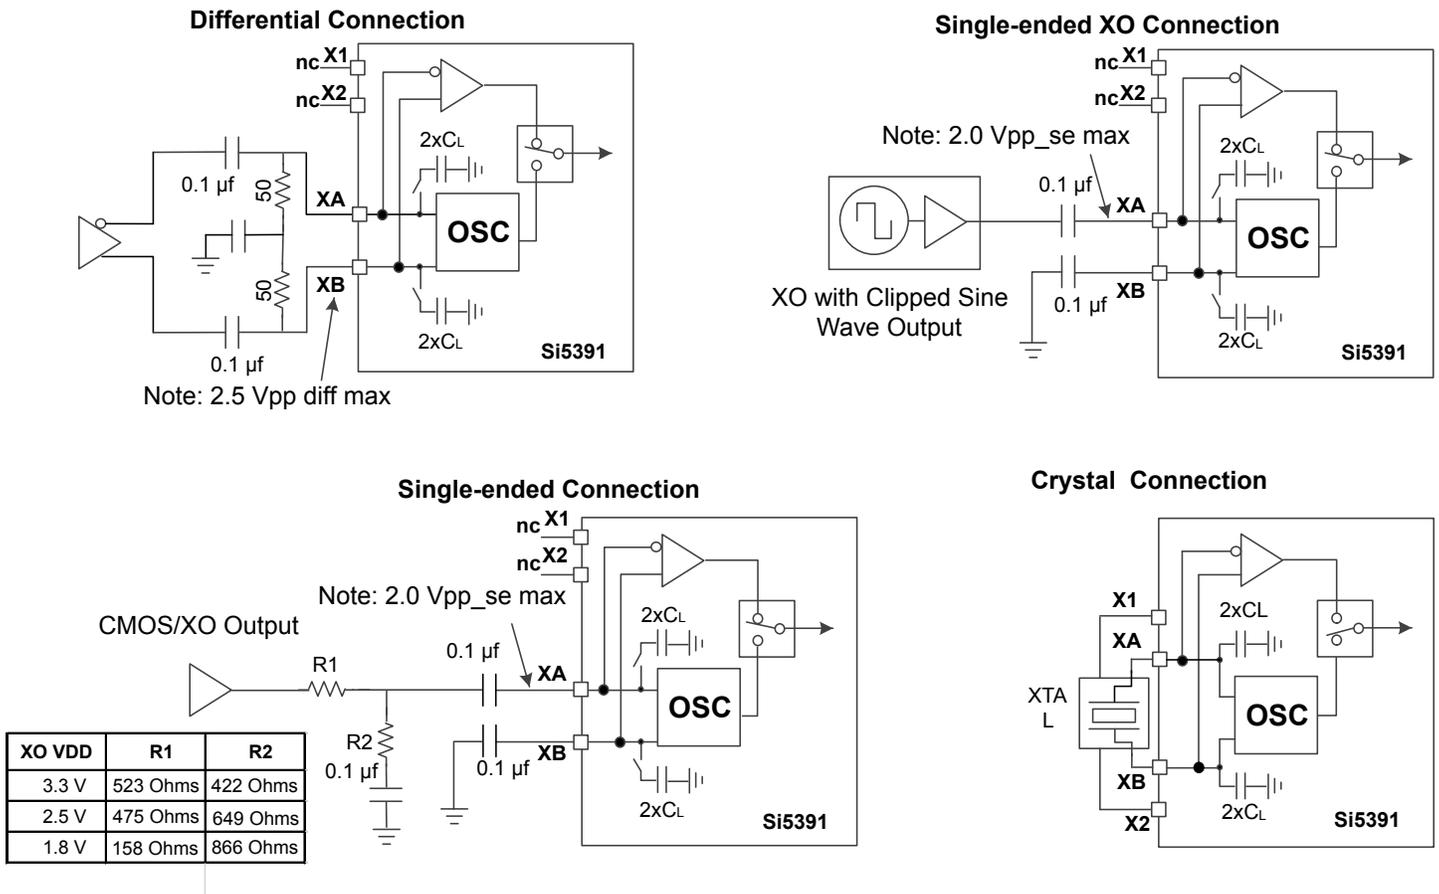 Differential Connection
nc X1
nc X2
2xCL
0.1 µf
50
XA
OSC
50
XB
2xCL
0.1 µf
Si5391
Note: 2.5 Vpp diff max
Single-ended XO Connection
nc X1
nc X2
Note: 2.0 Vpp_se max
2xCL
0.1 µf
XA
OSC
XB
0.1 µf
XO with Clipped Sine
Wave Output
2xCL
Si5391
Single-ended Connection
nc X1
nc X2
Note: 2.0 Vpp_se max
2xCL
CMOS/XO Output
0.1 µf
R1
XA
OSC
R2
XB
0.1 µf
0.1 µf
2xCL
Si5391
XO VDD R1 R2
3.3 V 523 Ohms 422 Ohms
2.5 V 475 Ohms 649 Ohms
1.8 V 158 Ohms 866 Ohms
Crystal Connection
X1
2xCL
XA
XTA
L
OSC
XB
2xCL
X2
Si5391